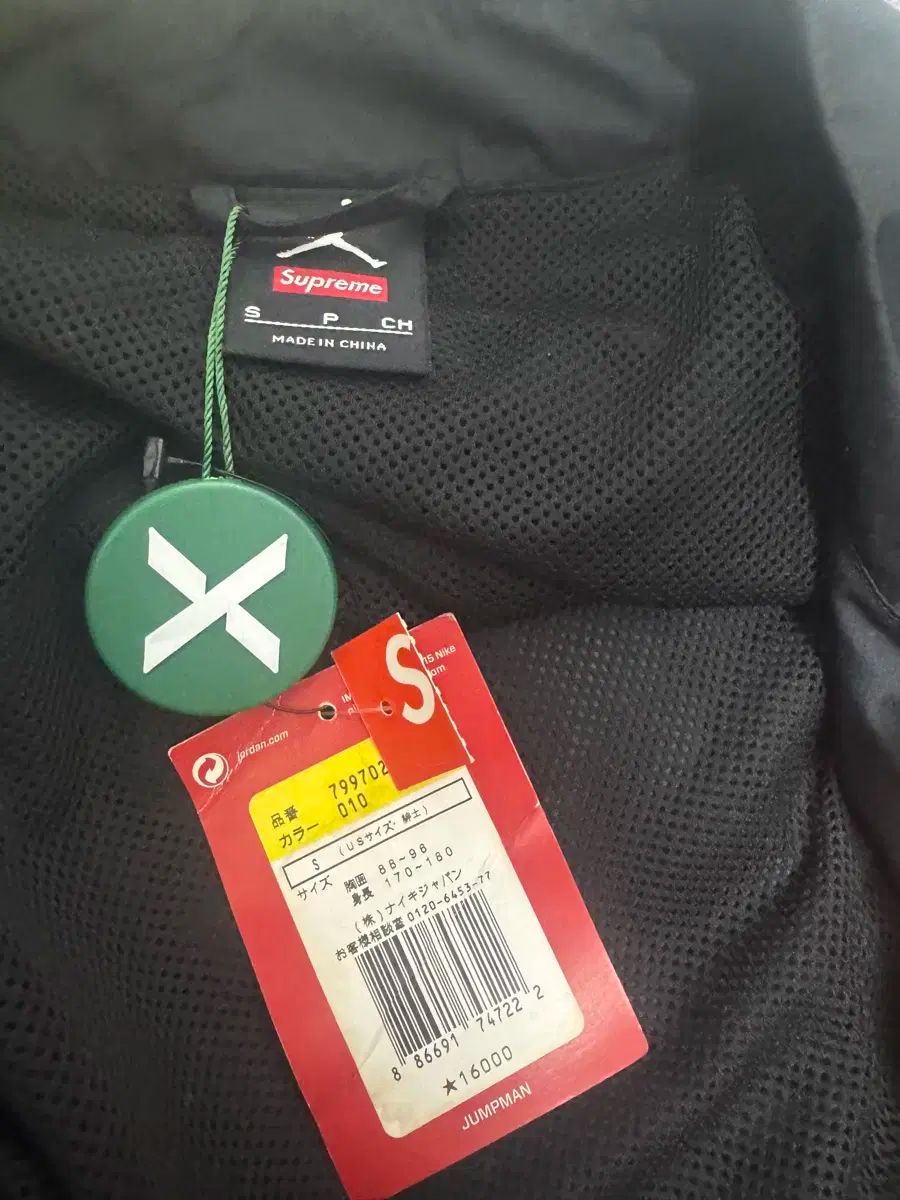 Supreme
S P CH
MADE IN CHINA
X
S
15 Nike
jordan.com
品番 799702
カラー 010
S (USサイズ・紳士)
サイズ 胸囲 88~98
身長 170~180
(株)ナイキジャパン
お客様相談室 0120-6453-77
8 86691 74722 2
★16000
JUMPMAN